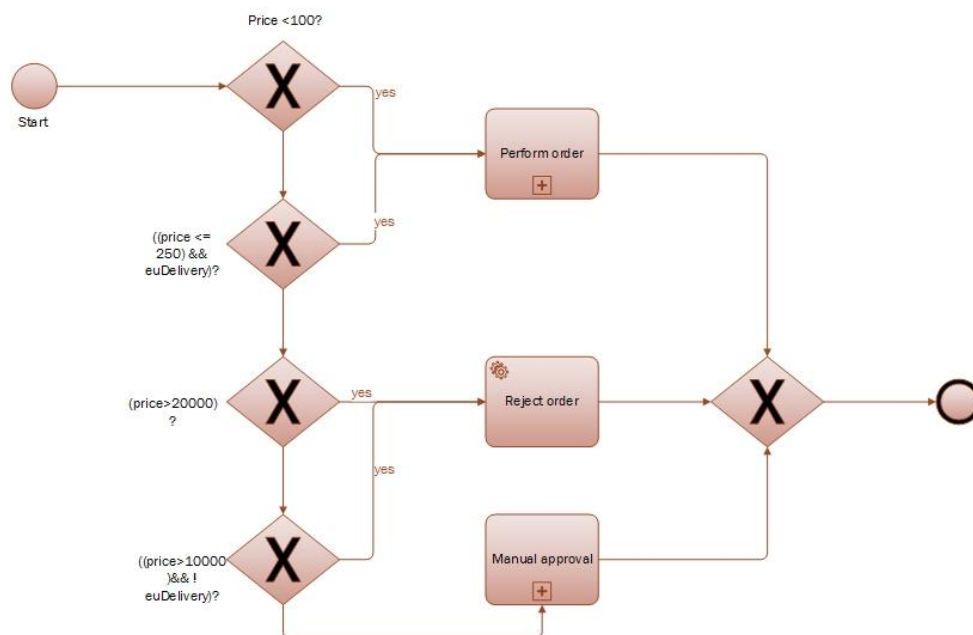 Price <100?
Start
yes
Perform order
yes
((price <=
250) &&
euDelivery)?
(price>20000)
?
yes
Reject order
yes
((price>10000
)&& !
euDelivery)?
Manual approval